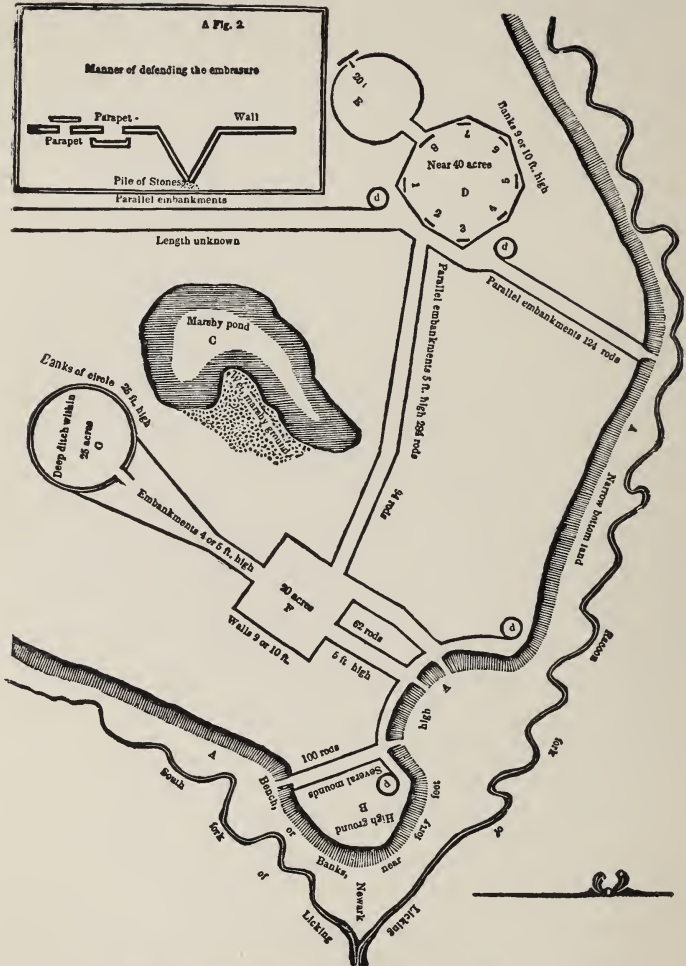 A Fig. 2
Manner of defending the embrasure
Parapet
Parapet
Wall
Pile of Stones
Parallel embankments
Length unknown
20
E
d
Banks 9 or 10 ft. high
Near 40 acres
D
1
2
3
4
5
6
7
8
d
Parallel embankments 124 rods
Parallel embankments 5 ft. high 294 rods
94 rods
Marshy pond
C
marshy ground
Banks of circle 25 ft. high
Deep ditch within
25 acres
Embankments 4 or 5 ft. high
20 acres
F
Walls 9 or 10 ft.
62 rods
5 ft high
d
A
Narrow bottom land
Raccoon
fork
of
Licking
A
high
100 rods
Several mounds
d
High ground
B
A
Bench,
or
Banks,
near
forty
foot
South
fork
of
Licking
Newark